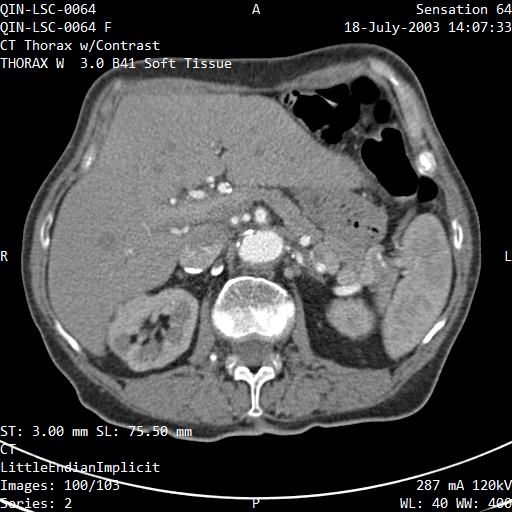 QIN-LSC-0064 A Sensation 64
QIN-LSC-0064 F 18-July-2003 14:07:33
CT Thorax w/Contrast
THORAX W 3.0 B41 Soft Tissue
R L
ST: 3.00 mm SL: 75.50 mm
CT
LittleEndianImplicit
Images: 100/103 287 mA 120kV
Series: 2 P WL: 40 WW: 400